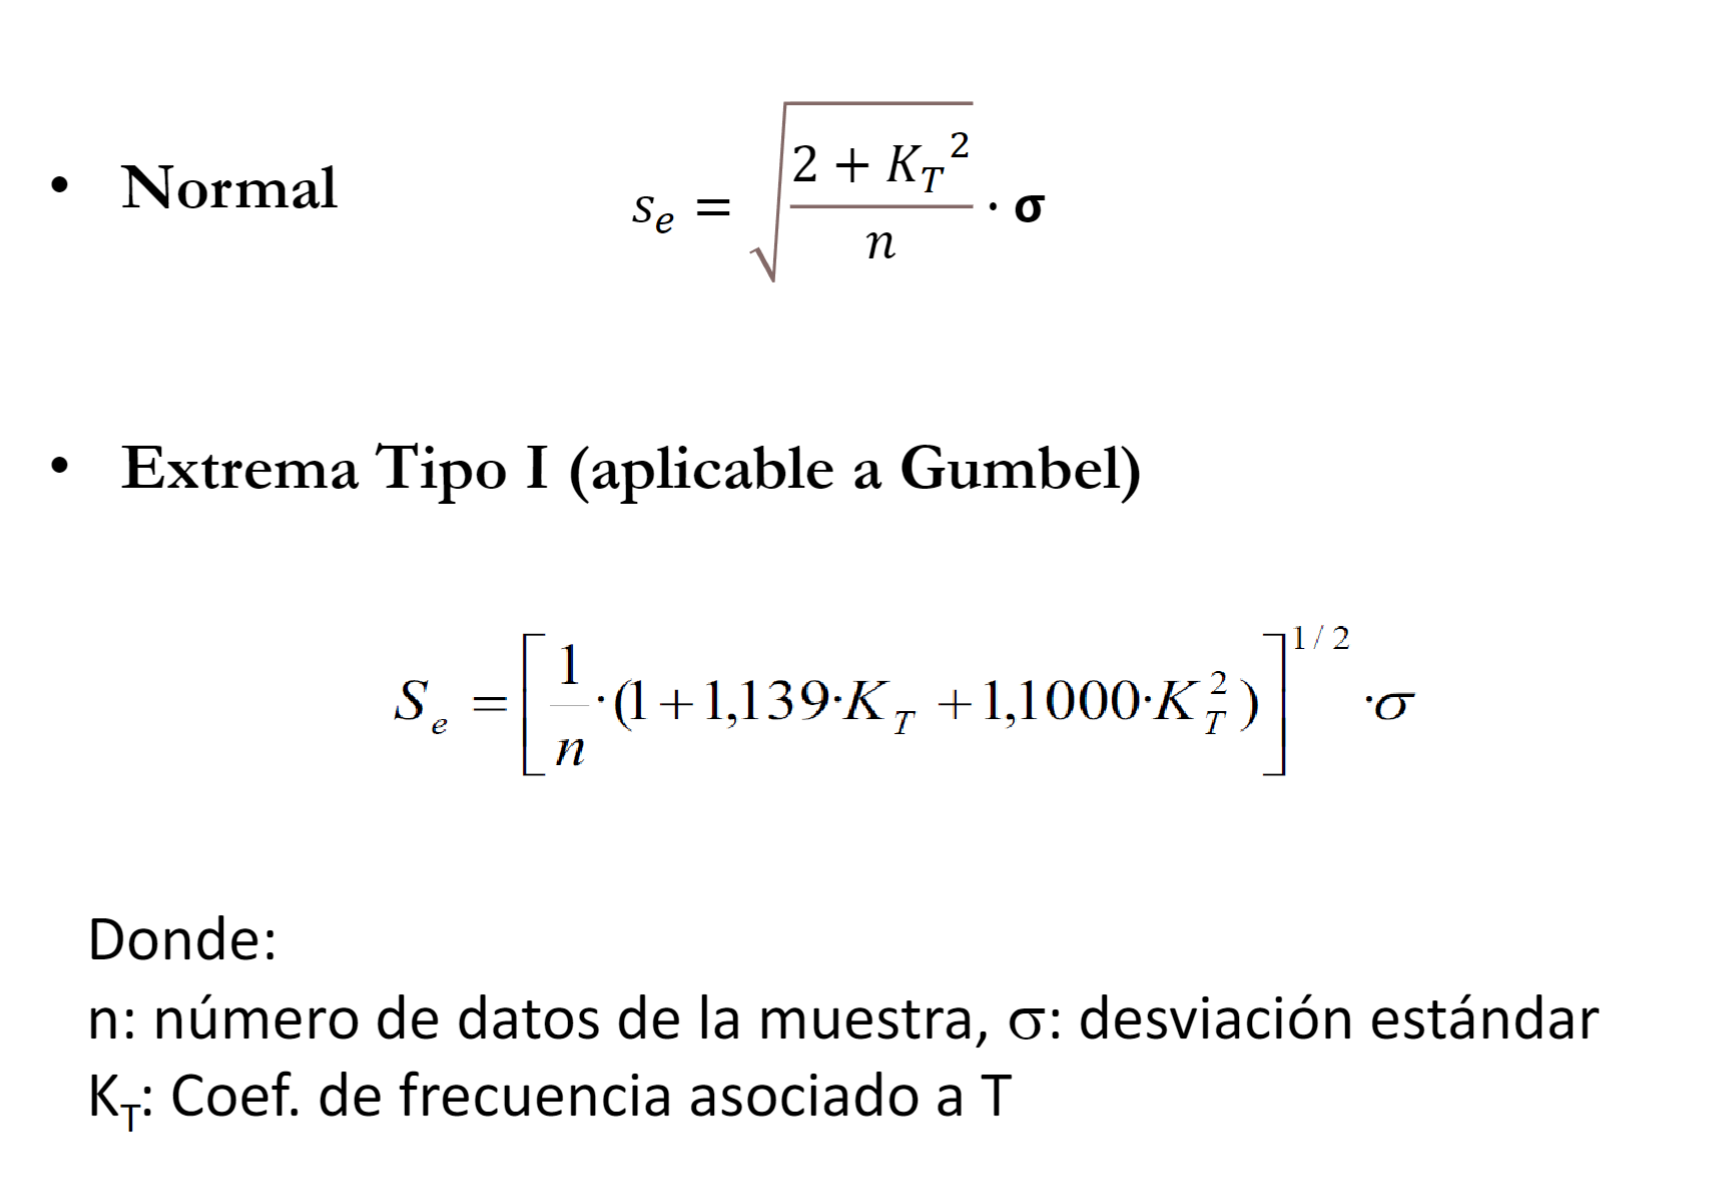 • Normal $s_e = \sqrt{\frac{2 + K_T{}^2}{n}} \cdot \mathbf{σ}$
• Extrema Tipo I (aplicable a Gumbel)
$S_e = \left[ \frac{1}{n} \cdot (1 + 1,139 \cdot K_T + 1,1000 \cdot K_T^2) \right]^{1/2} \cdot \sigma$
Donde:
n: número de datos de la muestra, σ: desviación estándar
K_T: Coef. de frecuencia asociado a T